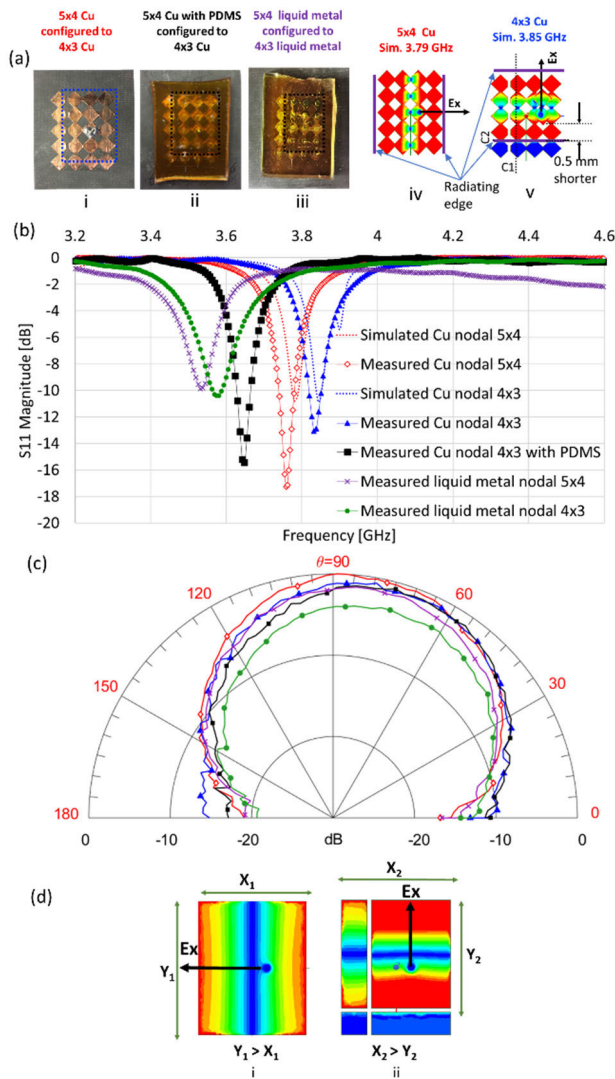 5x4 Cu
configured to
4x3 Cu
5x4 Cu with PDMS
configured to
4x3 Cu
5x4 liquid metal
configured to
4x3 liquid metal
5x4 Cu
Sim. 3.79 GHz
4x3 Cu
Sim. 3.85 GHz
(a)
Ex
Ex
C2
C1
0.5 mm
shorter
Radiating
edge
i
ii
iii
iv
v
(b)
3.2
3.4
3.6
3.8
4
4.2
4.4
4.6
0
-2
-4
-6
-8
-10
-12
-14
-16
-18
-20
S11 Magnitude [dB]
Simulated Cu nodal 5x4
Measured Cu nodal 5x4
Simulated Cu nodal 4x3
Measured Cu nodal 4x3
Measured Cu nodal 4x3 with PDMS
Measured liquid metal nodal 5x4
Measured liquid metal nodal 4x3
Frequency [GHz]
(c)
θ=90
120
60
150
30
180
0
0
-10
-20
dB
-20
-10
0
(d)
X1
X2
Ex
Ex
Y1
Y2
Y1 > X1
X2 > Y2
i
ii